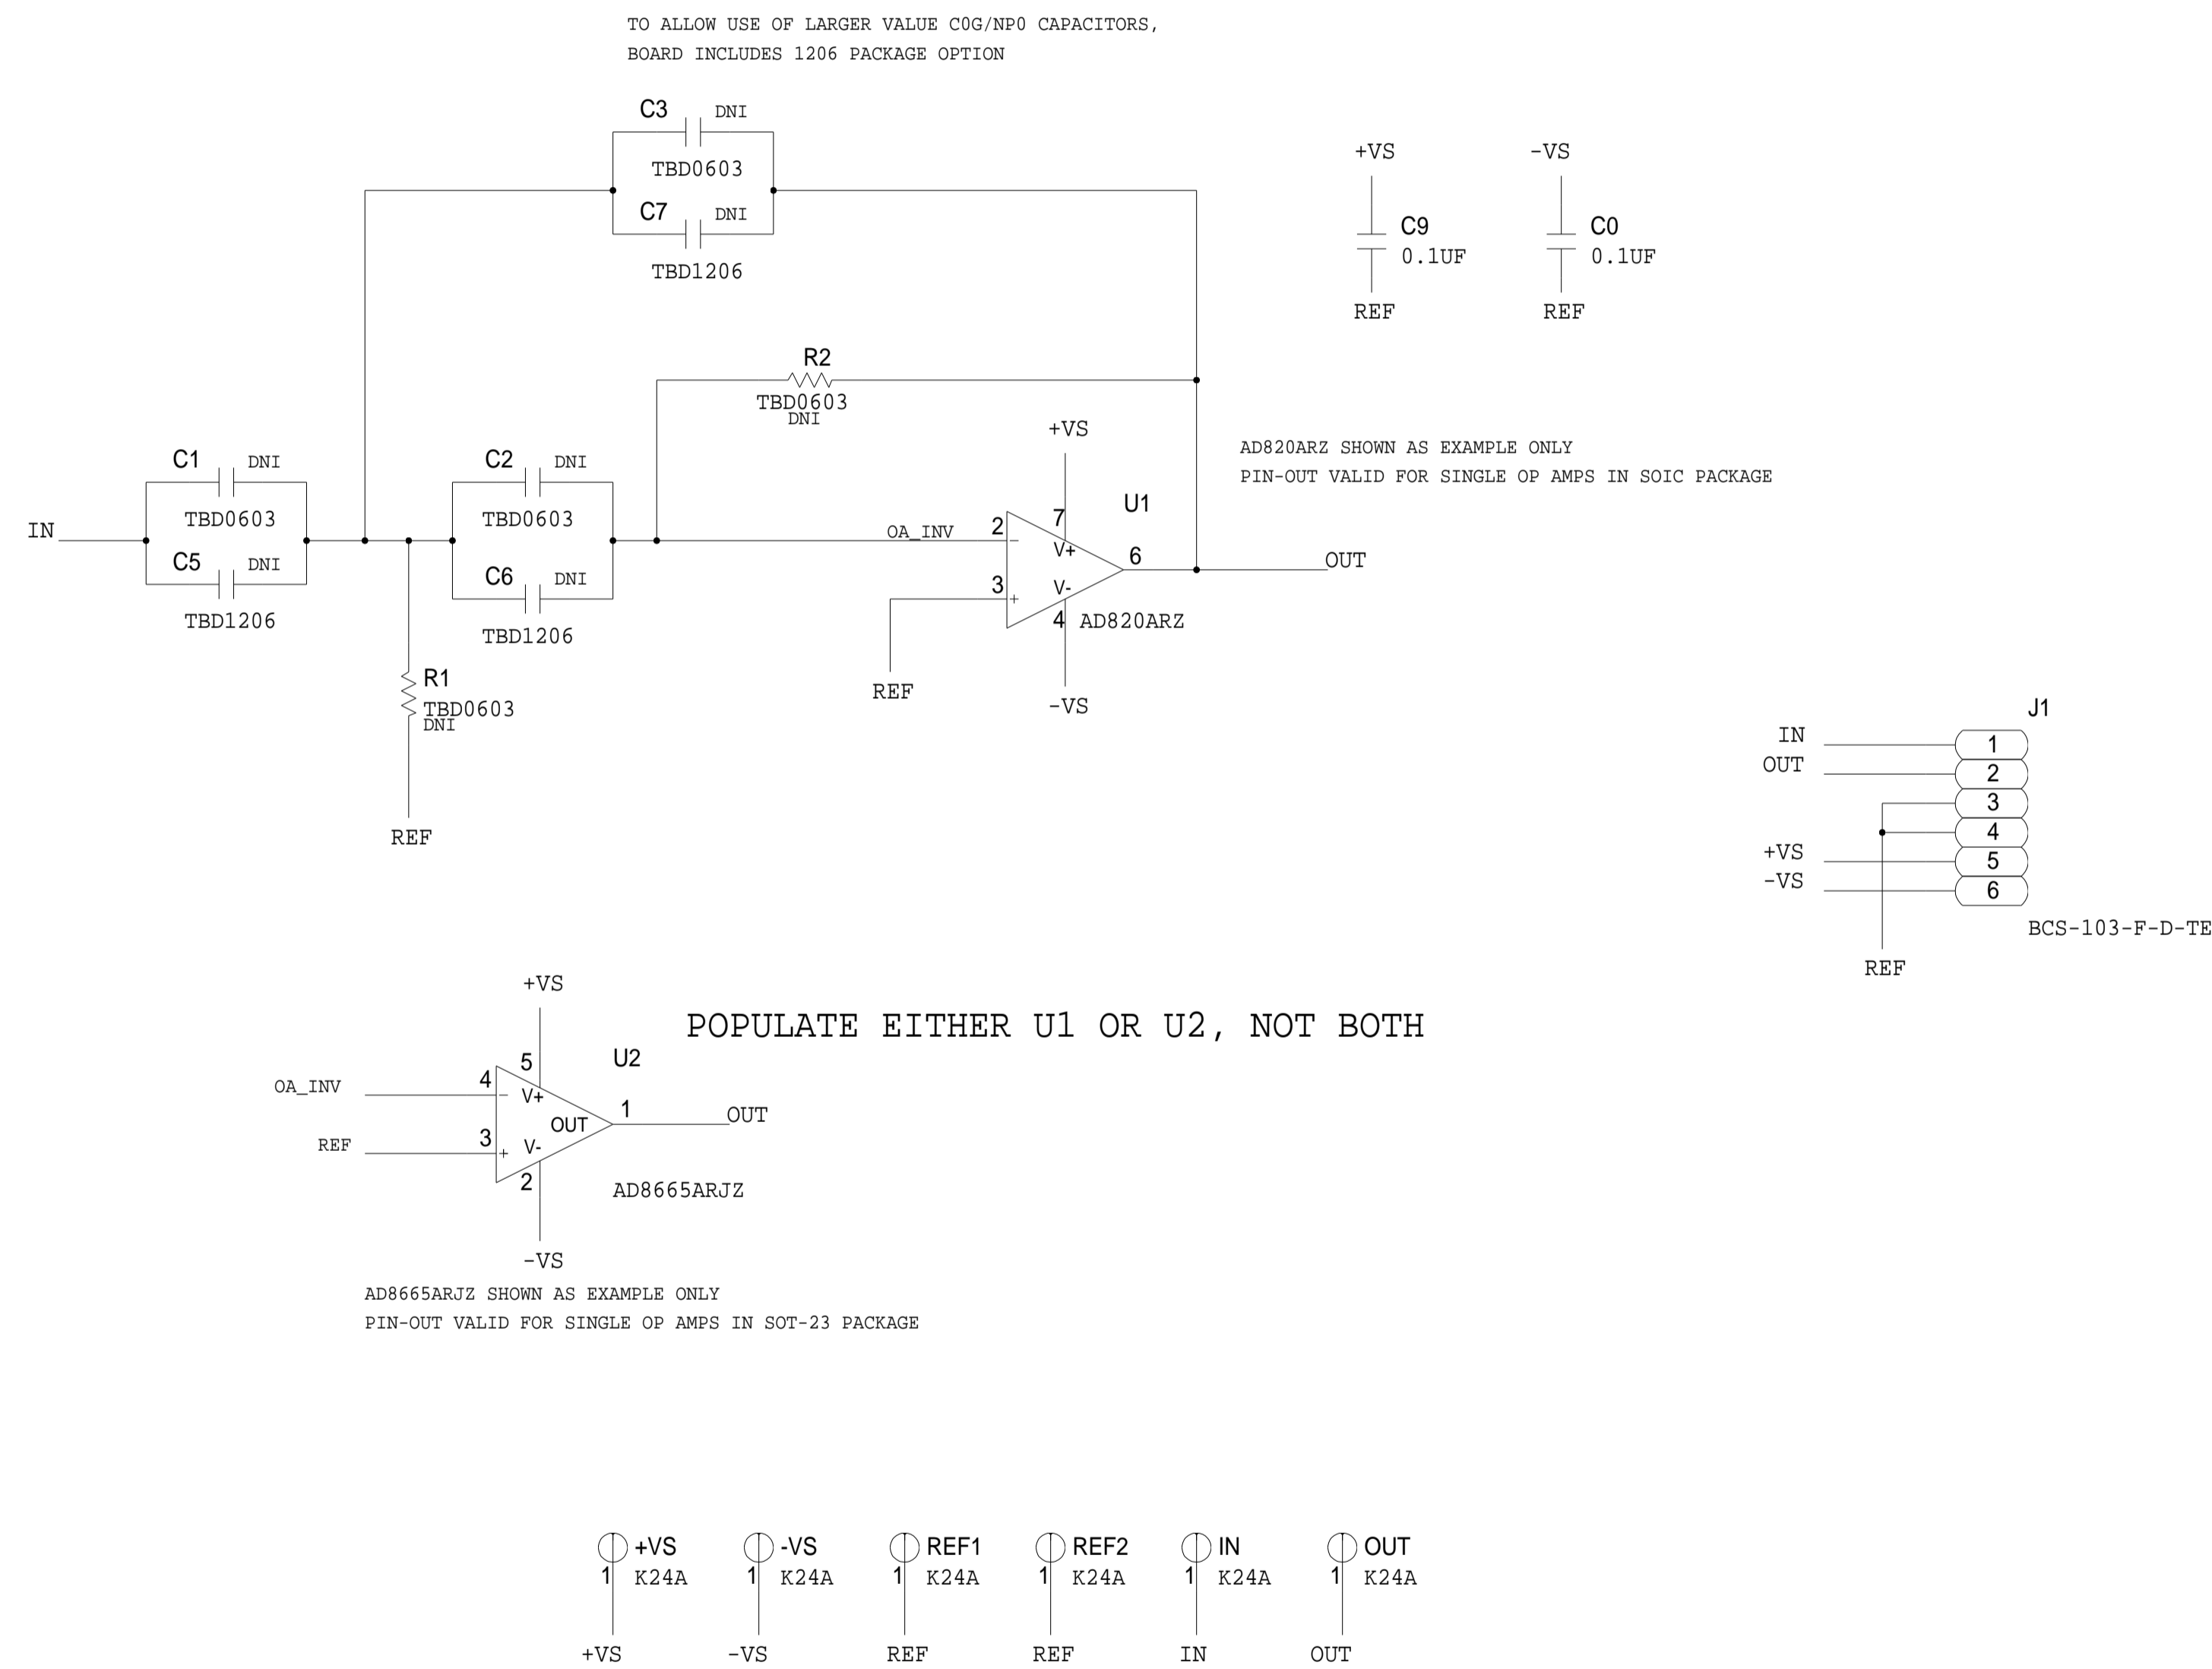 TO ALLOW USE OF LARGER VALUE C0G/NP0 CAPACITORS,
BOARD INCLUDES 1206 PACKAGE OPTION
C3 DNI
TBD0603
C7 DNI
TBD1206
+VS
C9
0.1UF
REF
-VS
C0
0.1UF
REF
R2
TBD0603
DNI
IN
C1 DNI
TBD0603
C5 DNI
TBD1206
C2 DNI
TBD0603
C6 DNI
TBD1206
R1
TBD0603
DNI
REF
+VS
U1
OA_INV 2
7
V+
6
OUT
3
V-
4
- +
AD820ARZ
REF
-VS
AD820ARZ SHOWN AS EXAMPLE ONLY
PIN-OUT VALID FOR SINGLE OP AMPS IN SOIC PACKAGE
J1
IN 1
OUT 2
3
4
+VS 5
-VS 6
BCS-103-F-D-TE
REF
POPULATE EITHER U1 OR U2, NOT BOTH
+VS
U2
5
OA_INV 4
- V+
OUT
1
OUT
REF 3
+ V-
2
AD8665ARJZ
-VS
AD8665ARJZ SHOWN AS EXAMPLE ONLY
PIN-OUT VALID FOR SINGLE OP AMPS IN SOT-23 PACKAGE
+VS
1 K24A
+VS
-VS
1 K24A
-VS
REF1
1 K24A
REF
REF2
1 K24A
REF
IN
1 K24A
IN
OUT
1 K24A
OUT